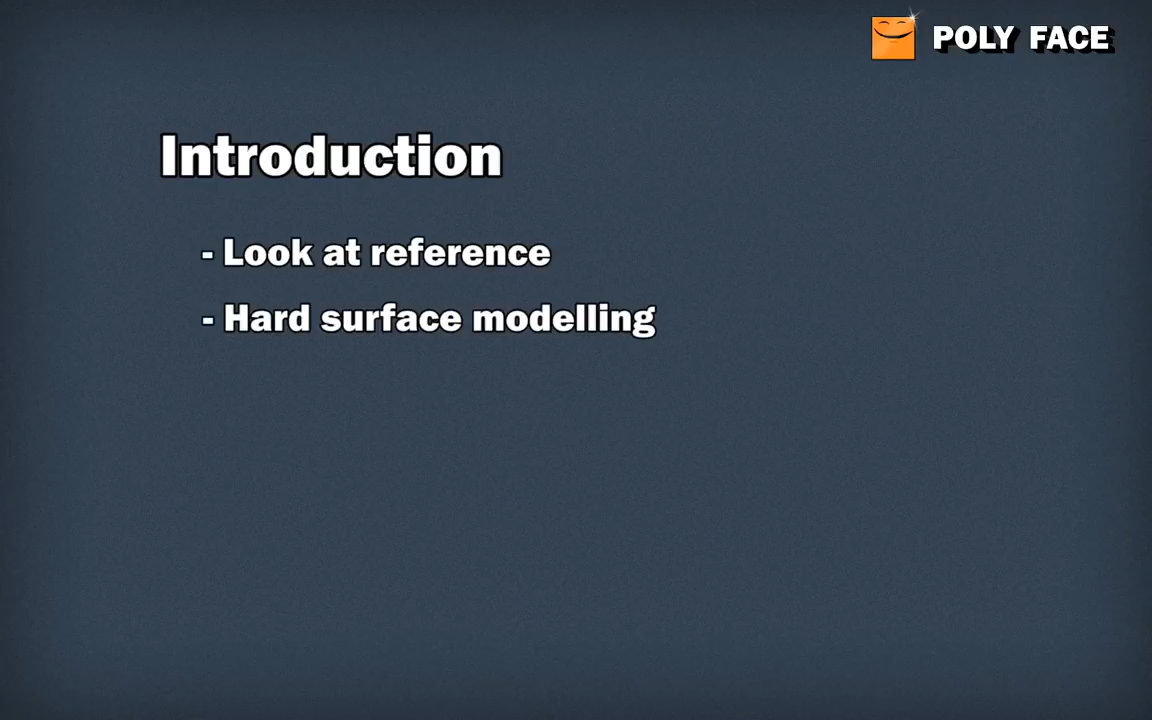 POLY FACE
Introduction
- Look at reference
- Hard surface modelling